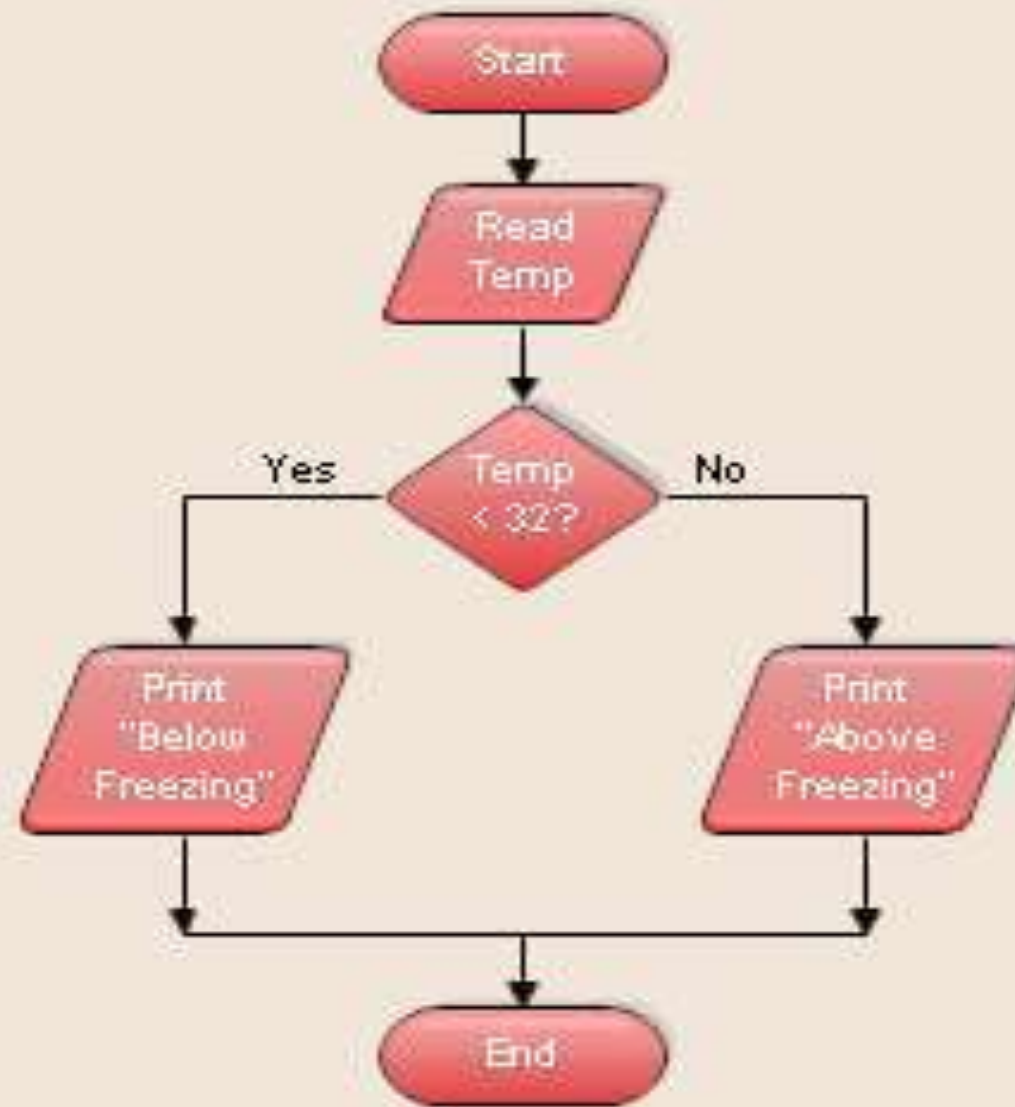 Start
Read
Temp
Yes
Temp
< 32?
No
Print
"Below
Freezing"
Print
"Above
Freezing"
End